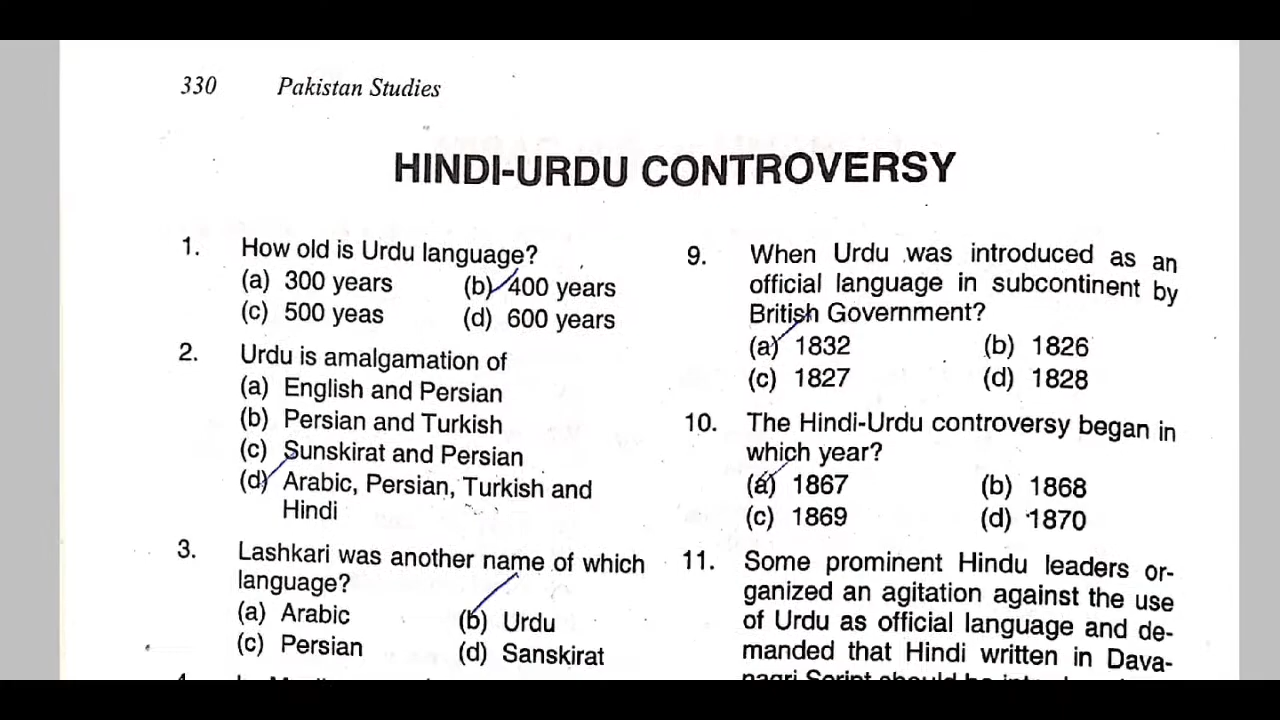 330 Pakistan Studies
HINDI-URDU CONTROVERSY
1. How old is Urdu language?
(a) 300 years (b) 400 years
(c) 500 yeas (d) 600 years
2. Urdu is amalgamation of
(a) English and Persian
(b) Persian and Turkish
(c) Sunskirat and Persian
(d) Arabic, Persian, Turkish and
Hindi
3. Lashkari was another name of which
language?
(a) Arabic (b) Urdu
(c) Persian (d) Sanskirat
9. When Urdu was introduced as an
official language in subcontinent by
British Government?
(a) 1832 (b) 1826
(c) 1827 (d) 1828
10. The Hindi-Urdu controversy began in
which year?
(a) 1867 (b) 1868
(c) 1869 (d) 1870
11. Some prominent Hindu leaders or-
ganized an agitation against the use
of Urdu as official language and de-
manded that Hindi written in Dava-
nagri Script should be